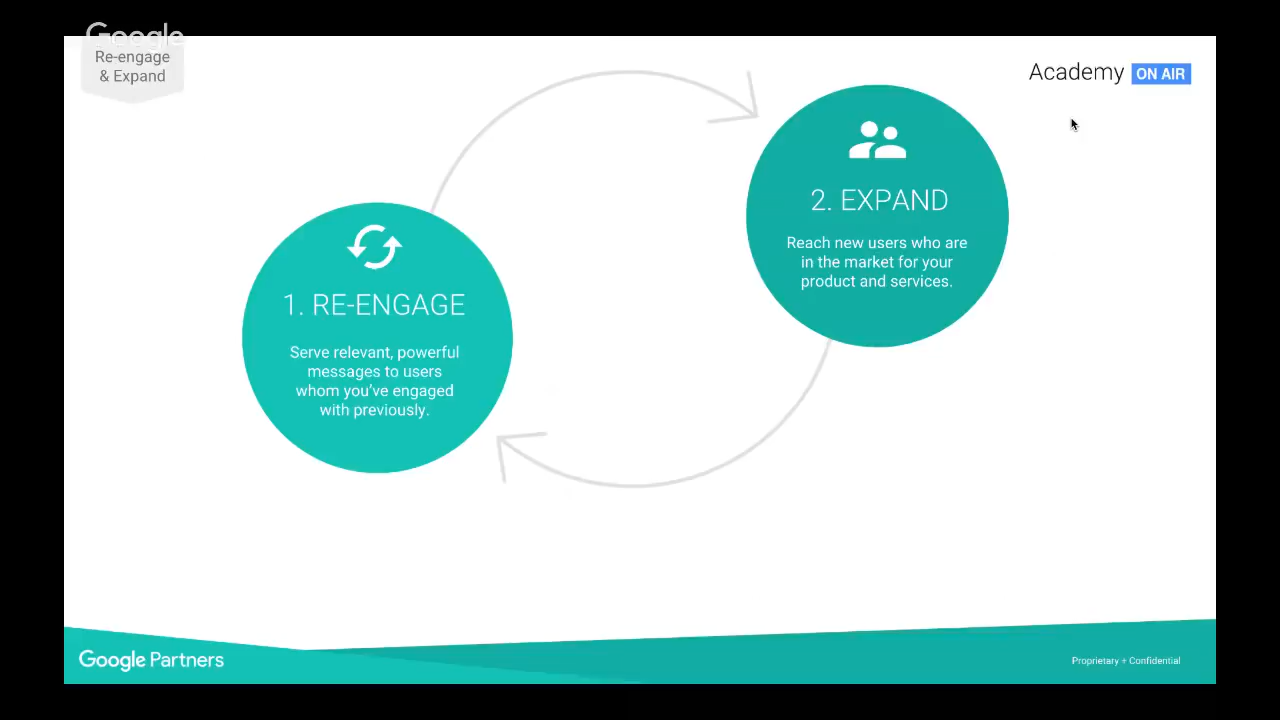 Google
Re-engage
& Expand
Academy ON AIR
2. EXPAND
Reach new users who are
in the market for your
product and services.
1. RE-ENGAGE
Serve relevant, powerful
messages to users
whom you've engaged
with previously.
Google Partners
Proprietary + Confidential